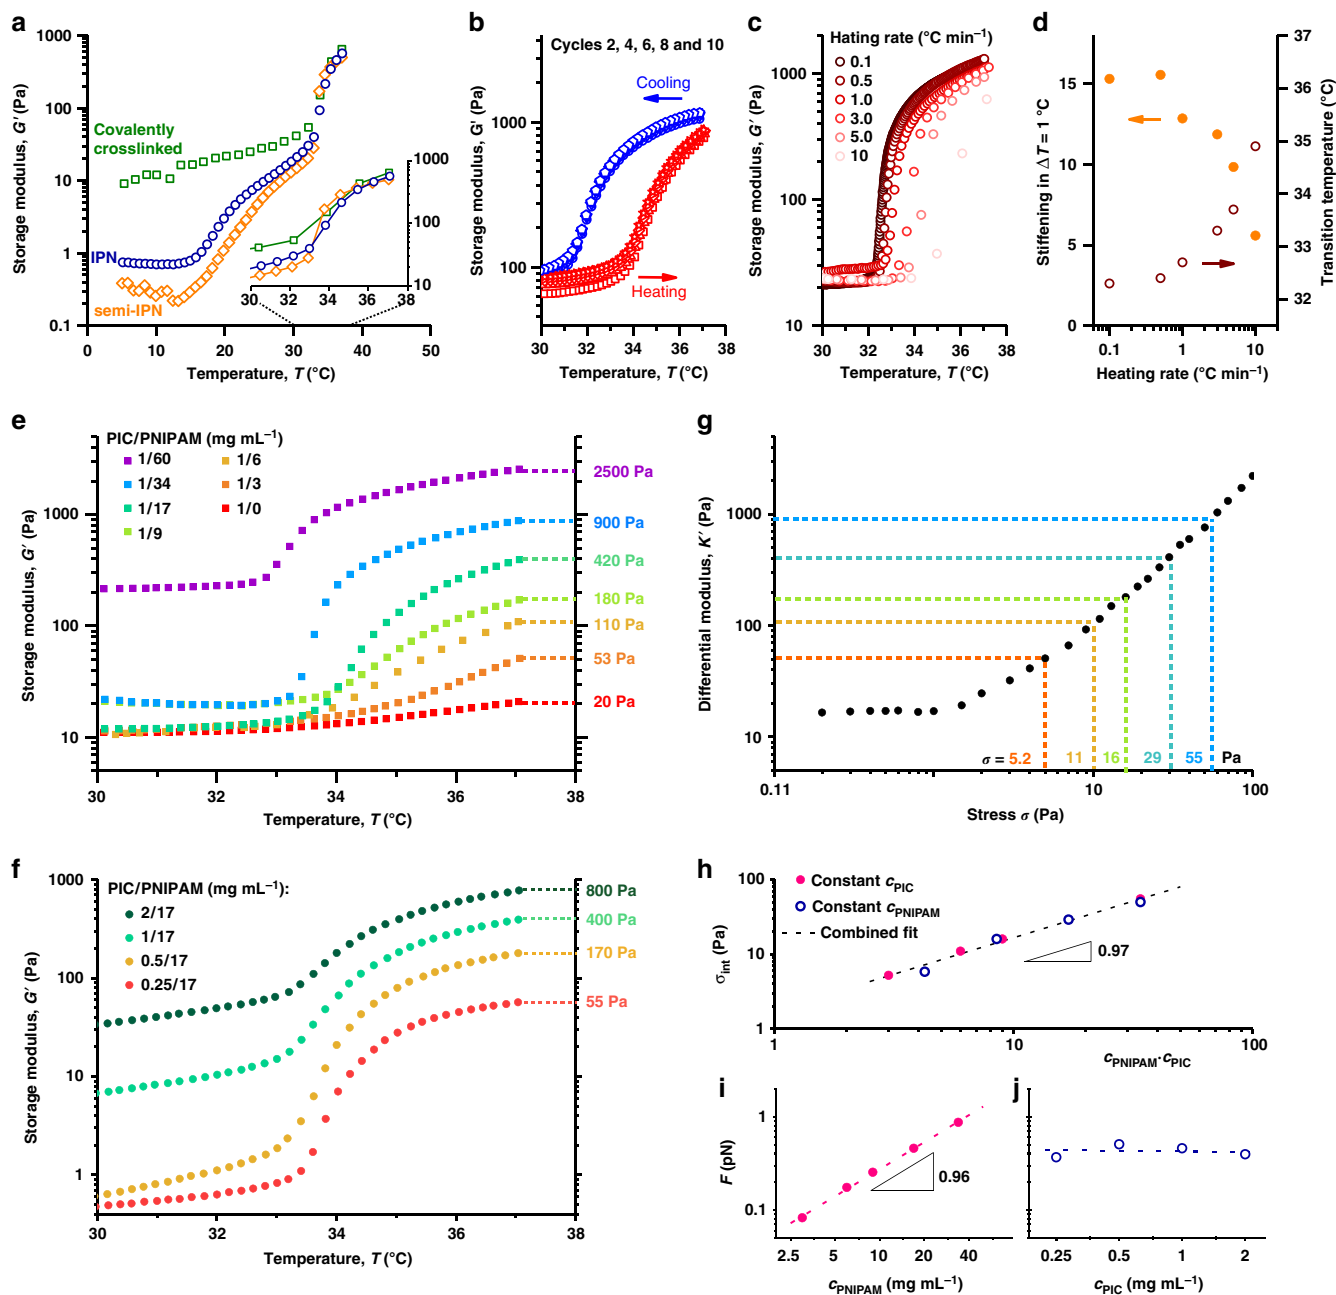 a
1000
100
10
1
0.1
Storage modulus, G′ (Pa)
Covalently
crosslinked
IPN
semi-IPN
1000
100
10
30 32 34 36 38
0 10 20 30 40 50
Temperature, T (°C)
b
Cycles 2, 4, 6, 8 and 10
Cooling
Heating
1000
100
Storage modulus, G′ (Pa)
30 31 32 33 34 35 36 37 38
Temperature, T (°C)
c
Hating rate (°C min⁻¹)
0.1
0.5
1.0
3.0
5.0
10
1000
100
10
Storage modulus, G′ (Pa)
30 32 34 36 38
Temperature, T (°C)
d
15
10
5
0
Stiffening in ΔT = 1 °C
37
36
35
34
33
32
Transition temperature (°C)
0.1 1 10
Heating rate (°C min⁻¹)
e
PIC/PNIPAM (mg mL⁻¹)
1/60 1/6
1/34 1/3
1/17 1/0
1/9
1000
100
10
Storage modulus, G′ (Pa)
2500 Pa
900 Pa
420 Pa
180 Pa
110 Pa
53 Pa
20 Pa
30 32 34 36 38
Temperature, T (°C)
g
1000
100
10
Differential modulus, K′ (Pa)
σ = 5.2 11 16 29 55 Pa
0.11 10 100
Stress σ (Pa)
f
PIC/PNIPAM (mg mL⁻¹):
2/17
1/17
0.5/17
0.25/17
1000
100
10
1
Storage modulus, G′ (Pa)
800 Pa
400 Pa
170 Pa
55 Pa
30 32 34 36 38
Temperature, T (°C)
h
Constant cPIC
Constant cPNIPAM
Combined fit
0.97
100
10
1
σint (Pa)
1 10 100
cPNIPAM·cPIC
i
1
0.1
F (pN)
0.96
2.5 5 10 20 40
cPNIPAM (mg mL⁻¹)
j
0.25 0.5 1 2
cPIC (mg mL⁻¹)